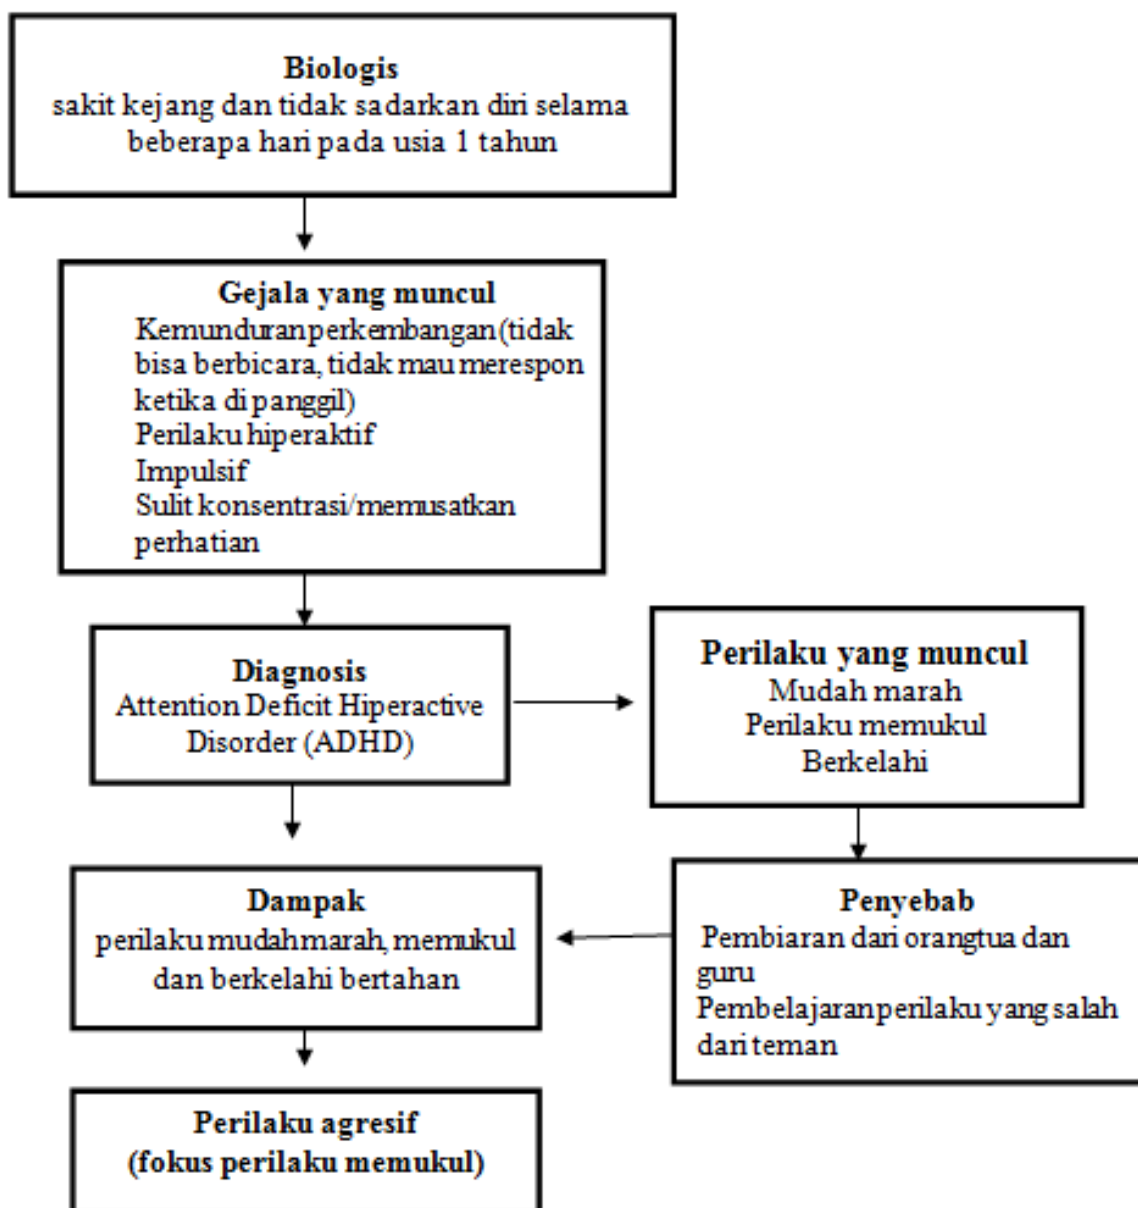 Biologis
sakit kejang dan tidak sadarkan diri selama
beberapa hari pada usia 1 tahun
Gejala yang muncul
Kemunduran perkembangan (tidak
bisa berbicara, tidak mau merespon
ketika di panggil)
Perilaku hiperaktif
Impulsif
Sulit konsentrasi/memusatkan
perhatian
Diagnosis
Attention Deficit Hiperactive
Disorder (ADHD)
Perilaku yang muncul
Mudah marah
Perilaku memukul
Berkelahi
Penyebab
Pembiaran dari orangtua dan
guru
Pembelajaran perilaku yang salah
dari teman
Dampak
perilaku mudah marah, memukul
dan berkelahi bertahan
Perilaku agresif
(fokus perilaku memukul)